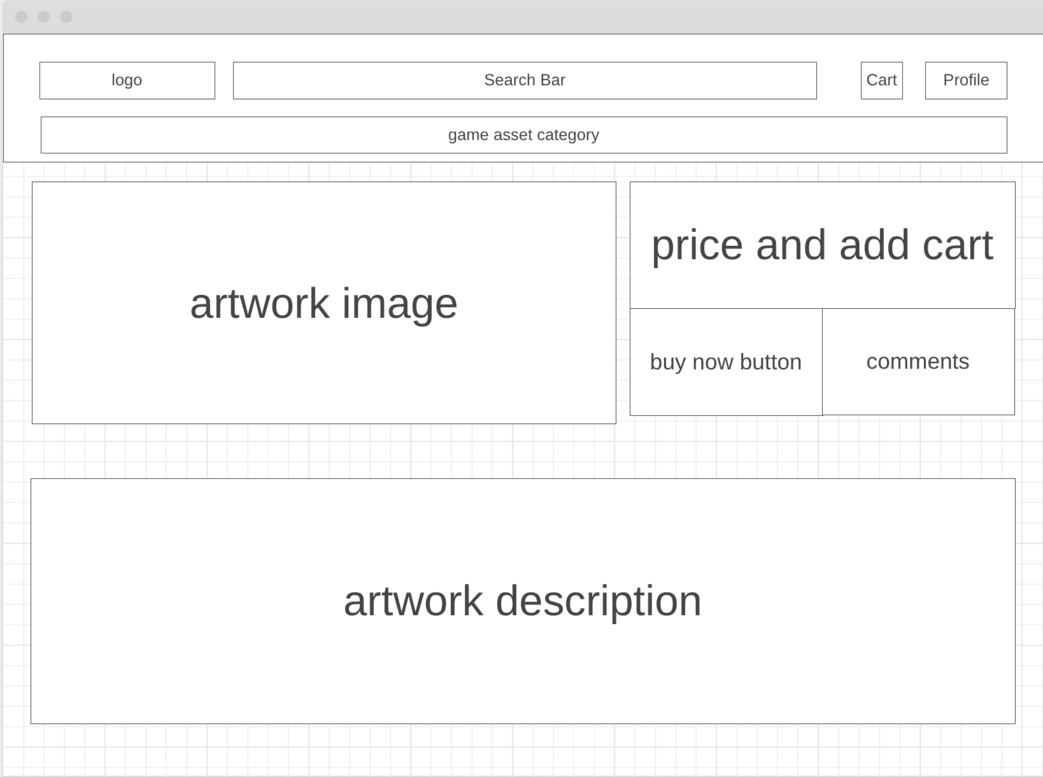 logo
Search Bar
Cart
Profile
game asset category
artwork image
price and add cart
buy now button
comments
artwork description